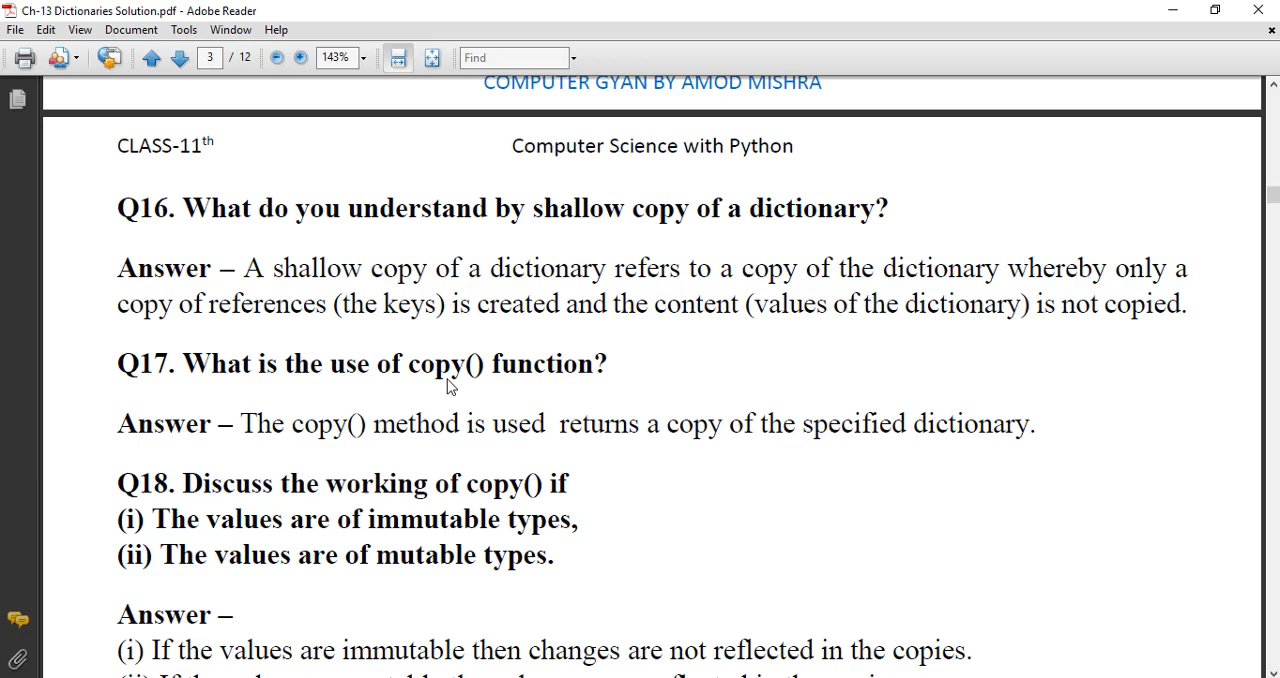 Ch-13 Dictionaries Solution.pdf - Adobe Reader
File Edit View Document Tools Window Help
3 / 12 143% Find
COMPUTER GYAN BY AMOD MISHRA
CLASS-11th Computer Science with Python
Q16. What do you understand by shallow copy of a dictionary?
Answer – A shallow copy of a dictionary refers to a copy of the dictionary whereby only a
copy of references (the keys) is created and the content (values of the dictionary) is not copied.
Q17. What is the use of copy() function?
Answer – The copy() method is used  returns a copy of the specified dictionary.
Q18. Discuss the working of copy() if
(i) The values are of immutable types,
(ii) The values are of mutable types.
Answer –
(i) If the values are immutable then changes are not reflected in the copies.